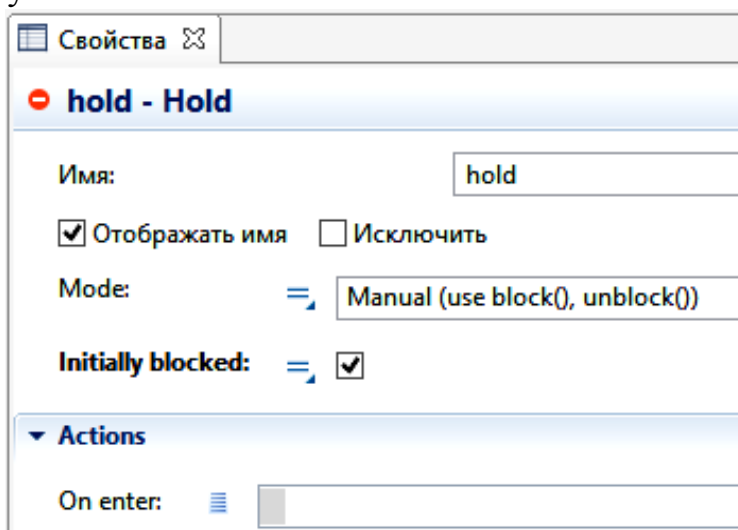 Свойства
hold - Hold
Имя: hold
Отображать имя Исключить
Mode: Manual (use block(), unblock())
Initially blocked:
Actions
On enter: